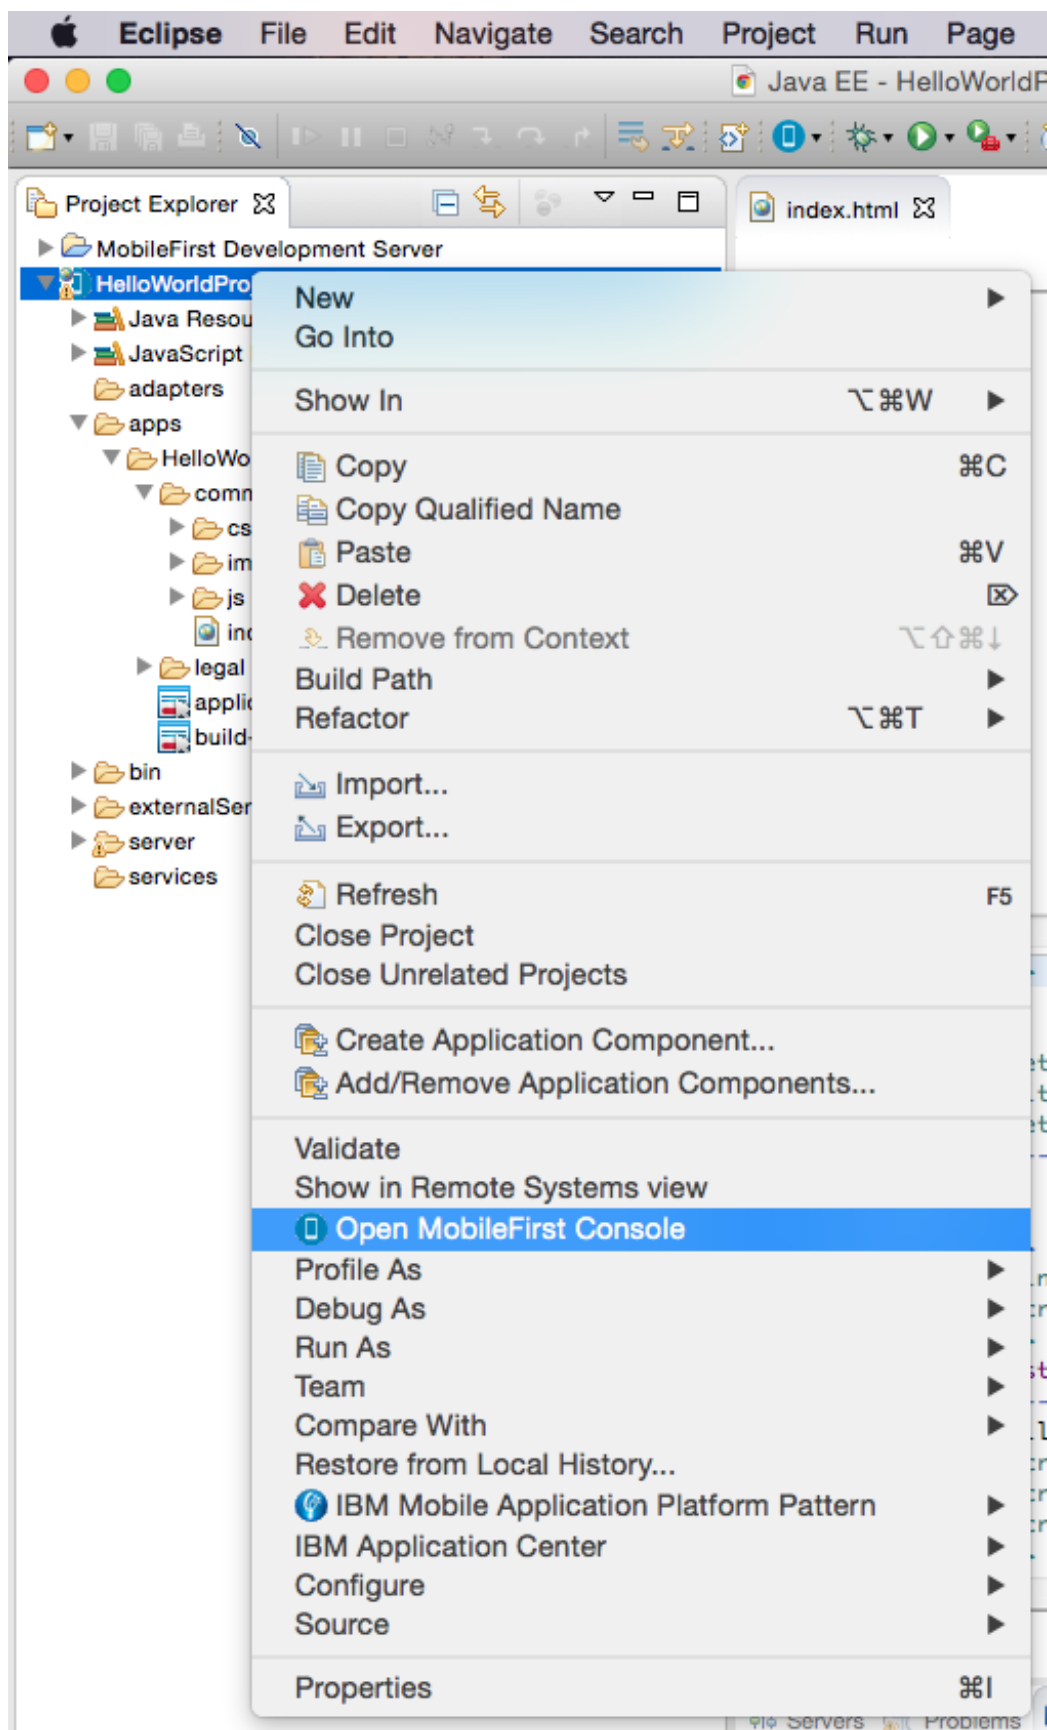 Eclipse File Edit Navigate Search Project Run Page
Java EE - HelloWorldP
Project Explorer
index.html
MobileFirst Development Server
HelloWorldPro
Java Resou
JavaScript
adapters
apps
HelloWo
comm
cs
im
js
ind
legal
applic
build-
bin
externalSer
server
services
New
Go Into
Show In ⌥⌘W
Copy ⌘C
Copy Qualified Name
Paste ⌘V
Delete ⌦
Remove from Context ⌥⇧⌘↓
Build Path
Refactor ⌥⌘T
Import...
Export...
Refresh F5
Close Project
Close Unrelated Projects
Create Application Component...
Add/Remove Application Components...
Validate
Show in Remote Systems view
Open MobileFirst Console
Profile As
Debug As
Run As
Team
Compare With
Restore from Local History...
IBM Mobile Application Platform Pattern
IBM Application Center
Configure
Source
Properties ⌘I
Servers Problems